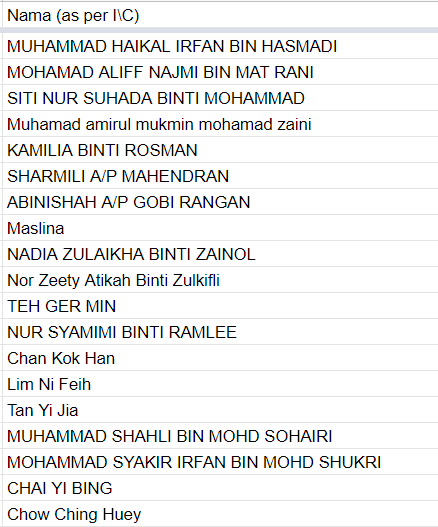 Nama (as per I\C)
MUHAMMAD HAIKAL IRFAN BIN HASMADI
MOHAMAD ALIFF NAJMI BIN MAT RANI
SITI NUR SUHADA BINTI MOHAMMAD
Muhamad amirul mukmin mohamad zaini
KAMILIA BINTI ROSMAN
SHARMILI A/P MAHENDRAN
ABINISHAH A/P GOBI RANGAN
Maslina
NADIA ZULAIKHA BINTI ZAINOL
Nor Zeety Atikah Binti Zulkifli
TEH GER MIN
NUR SYAMIMI BINTI RAMLEE
Chan Kok Han
Lim Ni Feih
Tan Yi Jia
MUHAMMAD SHAHLI BIN MOHD SOHAIRI
MOHAMMAD SYAKIR IRFAN BIN MOHD SHUKRI
CHAI YI BING
Chow Ching Huey